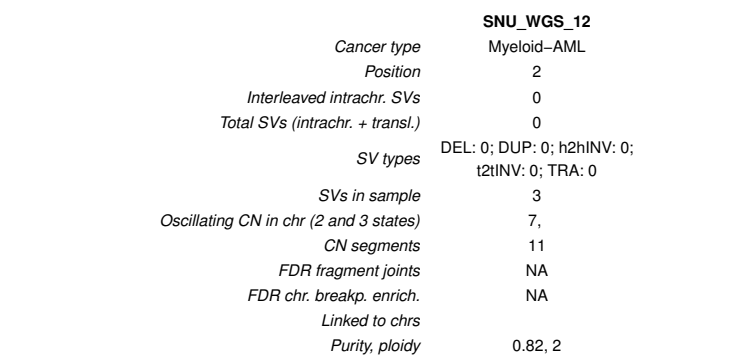 SNU_WGS_12
Cancer type Myeloid−AML
Position 2
Interleaved intrachr. SVs 0
Total SVs (intrachr. + transl.) 0
SV types DEL: 0; DUP: 0; h2hINV: 0;
t2tINV: 0; TRA: 0
SVs in sample 3
Oscillating CN in chr (2 and 3 states) 7,
CN segments 11
FDR fragment joints NA
FDR chr. breakp. enrich. NA
Linked to chrs
Purity, ploidy 0.82, 2